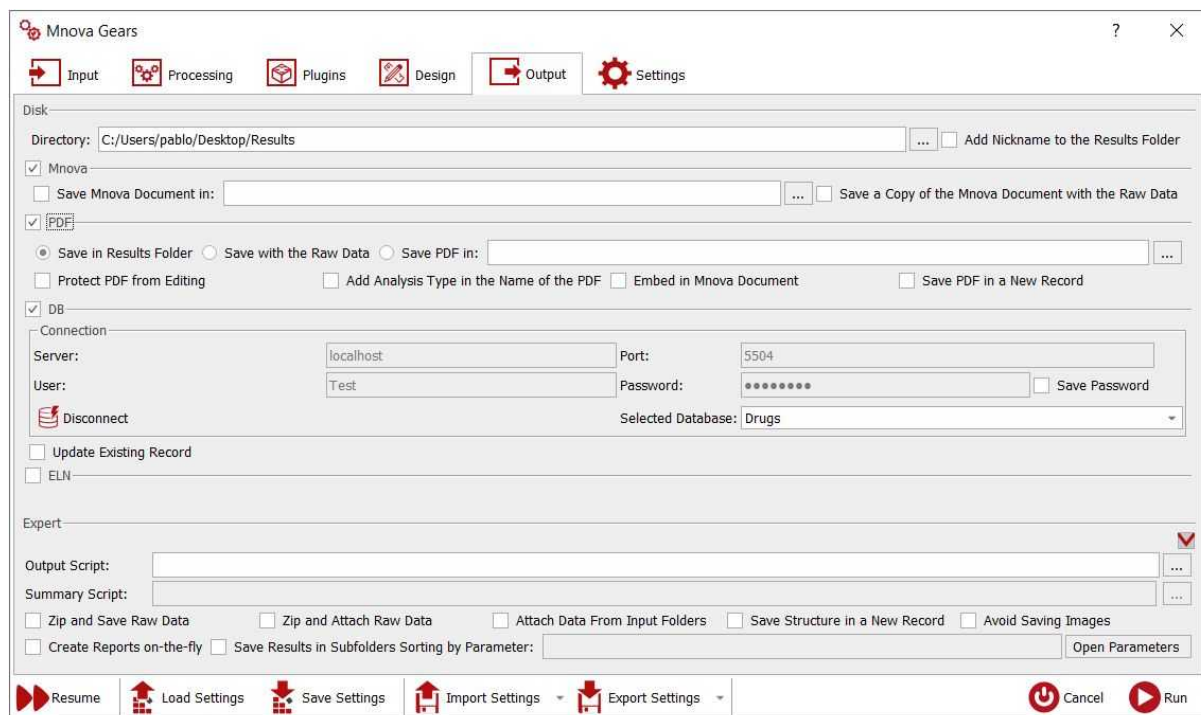 Mnova Gears ?
Input Processing Plugins Design Output Settings
Disk
Directory: C:/Users/pablo/Desktop/Results ... Add Nickname to the Results Folder
Mnova
Save Mnova Document in: ... Save a Copy of the Mnova Document with the Raw Data
PDF
Save in Results Folder Save with the Raw Data Save PDF in: ...
Protect PDF from Editing Add Analysis Type in the Name of the PDF Embed in Mnova Document Save PDF in a New Record
DB
Connection
Server: localhost Port: 5504
User: Test Password: ●●●●●●●● Save Password
Disconnect Selected Database: Drugs
Update Existing Record
ELN
Expert
Output Script: ...
Summary Script: ...
Zip and Save Raw Data Zip and Attach Raw Data Attach Data From Input Folders Save Structure in a New Record Avoid Saving Images
Create Reports on-the-fly Save Results in Subfolders Sorting by Parameter: Open Parameters
Resume Load Settings Save Settings Import Settings Export Settings Cancel Run